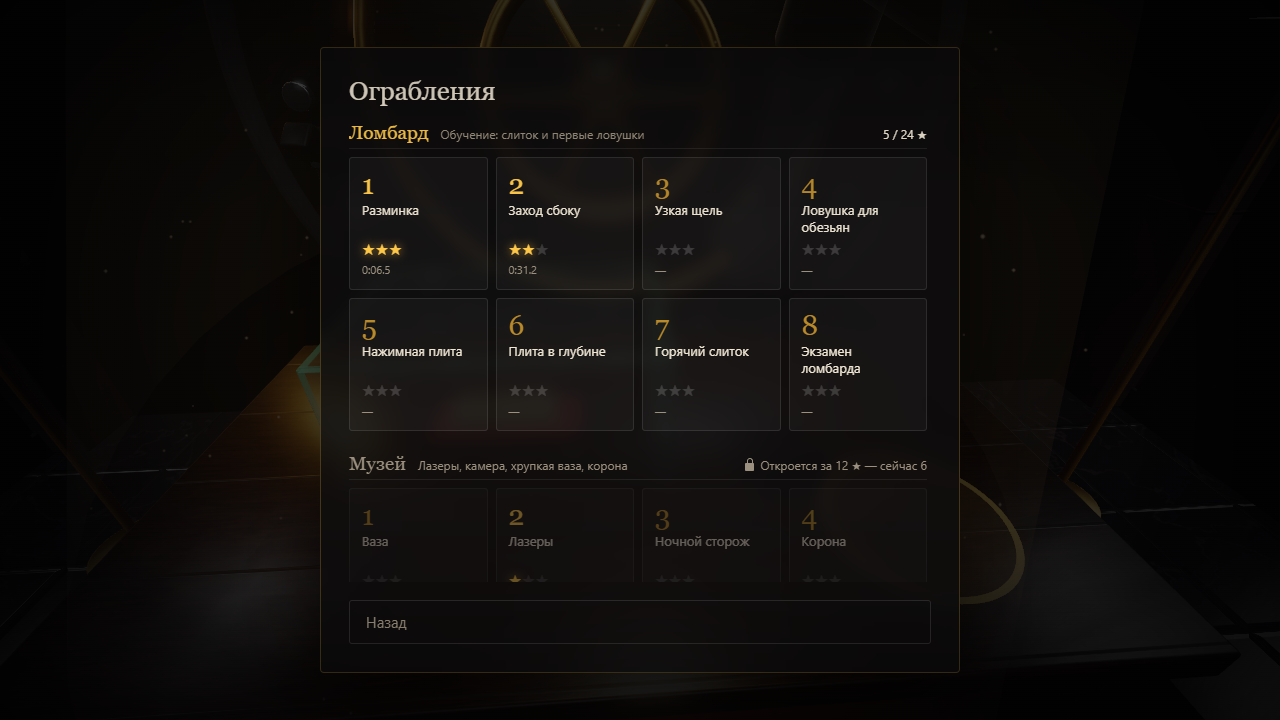 Ограбления
Ломбард Обучение: слиток и первые ловушки 5 / 24 ★
1 2 3 4
Разминка Заход сбоку Узкая щель Ловушка для
обезьян
★★★ ★★★ ★★★ ★★★
0:06.5 0:31.2 — —
5 6 7 8
Нажимная плита Плита в глубине Горячий слиток Экзамен
ломбарда
★★★ ★★★ ★★★ ★★★
— — — —
Музей Лазеры, камера, хрупкая ваза, корона Откроется за 12 ★ — сейчас 6
1 2 3 4
Ваза Лазеры Ночной сторож Корона
★★★ ★★★ ★★★ ★★★
Назад